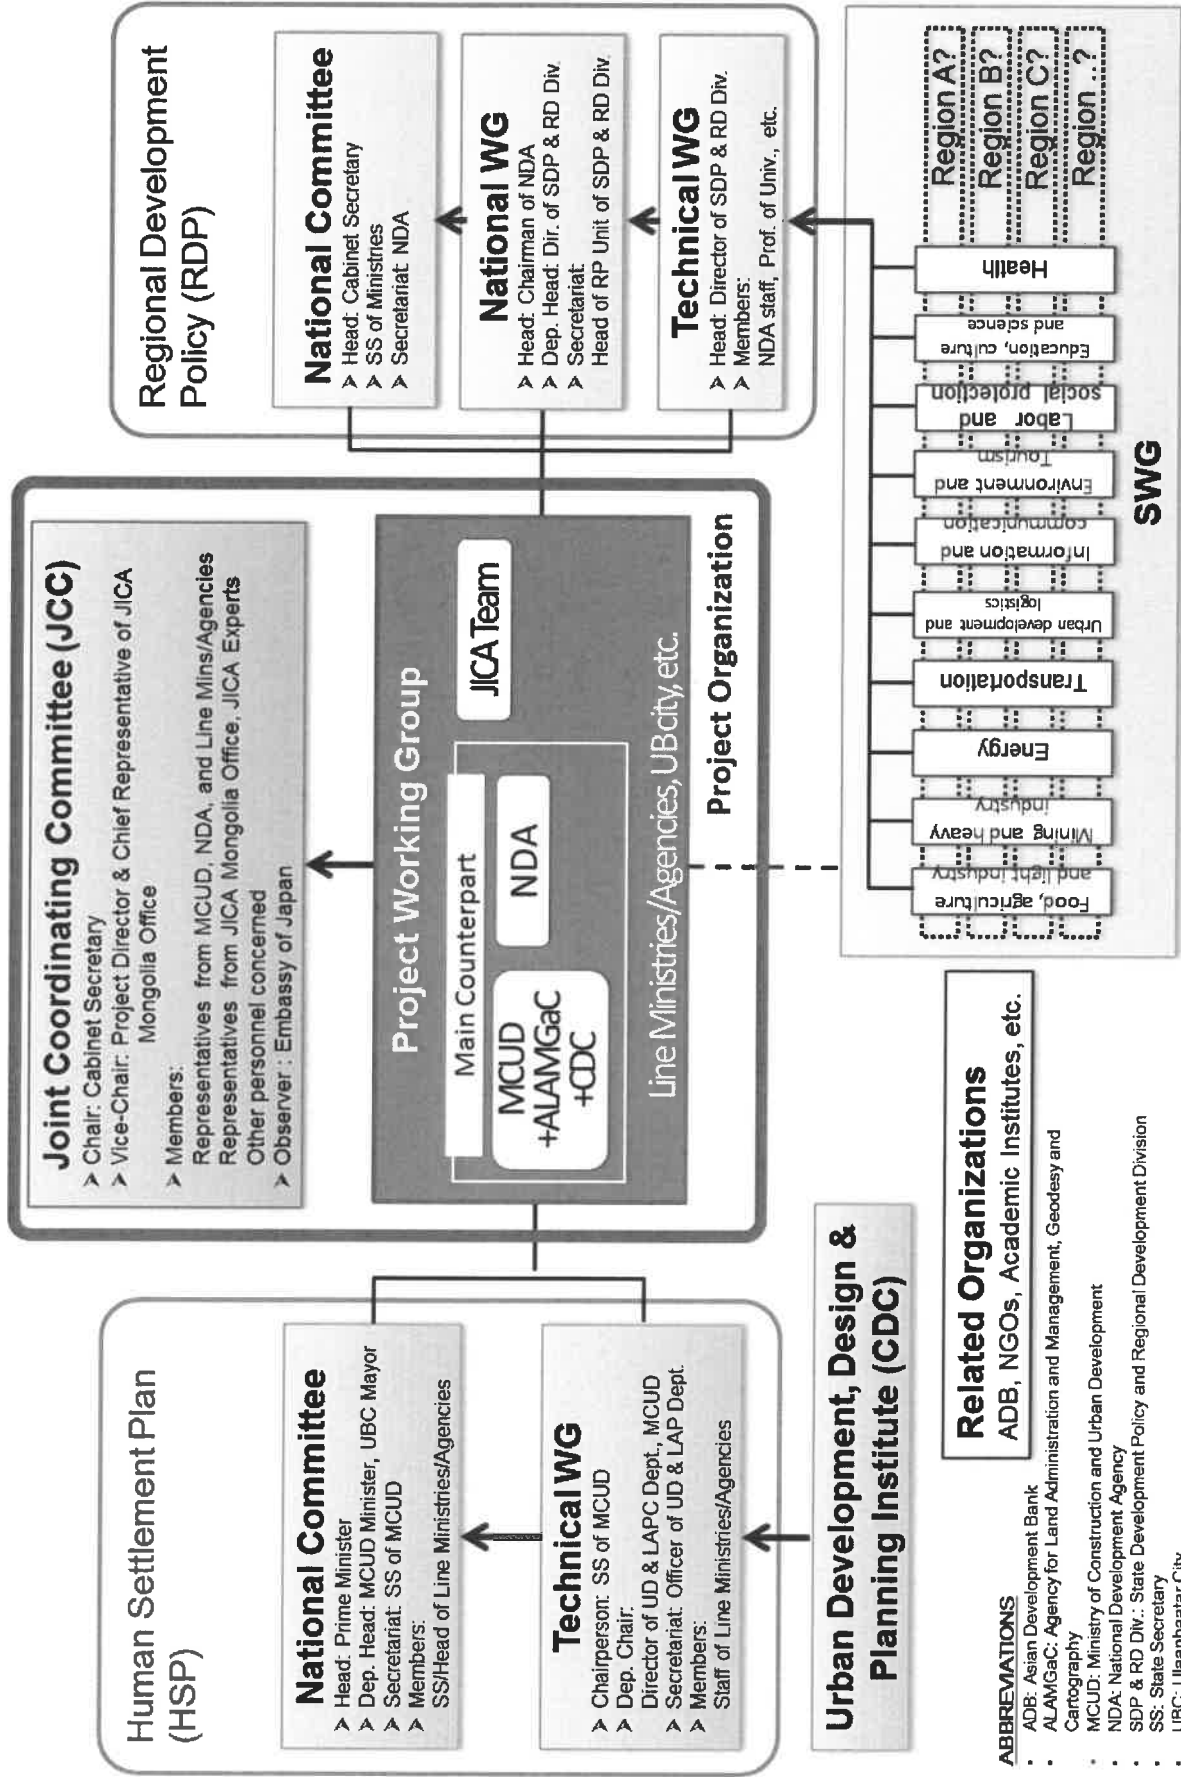 Human Settlement Plan
(HSP)
National Committee
➤ Head: Prime Minister
➤ Dep. Head: MCUD Minister, UBC Mayor
➤ Secretariat: SS of MCUD
➤ Members:
SS/Head of Line Ministries/Agencies
Technical WG
➤ Chairperson: SS of MCUD
➤ Dep. Chair:
Director of UD & LAPC Dept., MCUD
➤ Secretariat: Officer of UD & LAP Dept.
➤ Members:
Staff of Line Ministries/Agencies
Urban Development, Design &
Planning Institute (CDC)
Joint Coordinating Committee (JCC)
➤ Chair: Cabinet Secretary
➤ Vice-Chair: Project Director & Chief Representative of JICA
Mongolia Office
➤ Members:
Representatives from MCUD, NDA, and Line Mins/Agencies
Representatives from JICA Mongolia Office, JICA Experts
Other personnel concerned
➤ Observer : Embassy of Japan
Project Working Group
Main Counterpart
MCUD
+ALAMGaC
+CDC
NDA
JICA Team
Line Ministries/Agencies, UB city, etc.
Project Organization
Regional Development
Policy (RDP)
National Committee
➤ Head: Cabinet Secretary
➤ SS of Ministries
➤ Secretariat: NDA
National WG
➤ Head: Chairman of NDA
➤ Dep. Head: Dir. of SDP & RD Div.
➤ Secretariat:
Head of RP Unit of SDP & RD Div.
Technical WG
➤ Head: Director of SDP & RD Div.
➤ Members:
NDA staff, Prof. of Univ., etc.
Food, agriculture
and light industry
Mining and heavy
industry
Energy
Transportation
Urban development and
logistics
Information and
communication
Environment and
Tourism
Labor and
social protection
Education, culture
and science
Health
Region A?
Region B?
Region C?
Region ..?
SWG
Related Organizations
ADB, NGOs, Academic Institutes, etc.
ABBREVIATIONS
· ADB: Asian Development Bank
· ALAMGaC: Agency for Land Administration and Management, Geodesy and
Cartography
· MCUD: Ministry of Construction and Urban Development
· NDA: National Development Agency
· SDP & RD Div.: State Development Policy and Regional Development Division
· SS: State Secretary
· UBC: Ulaanbaatar City